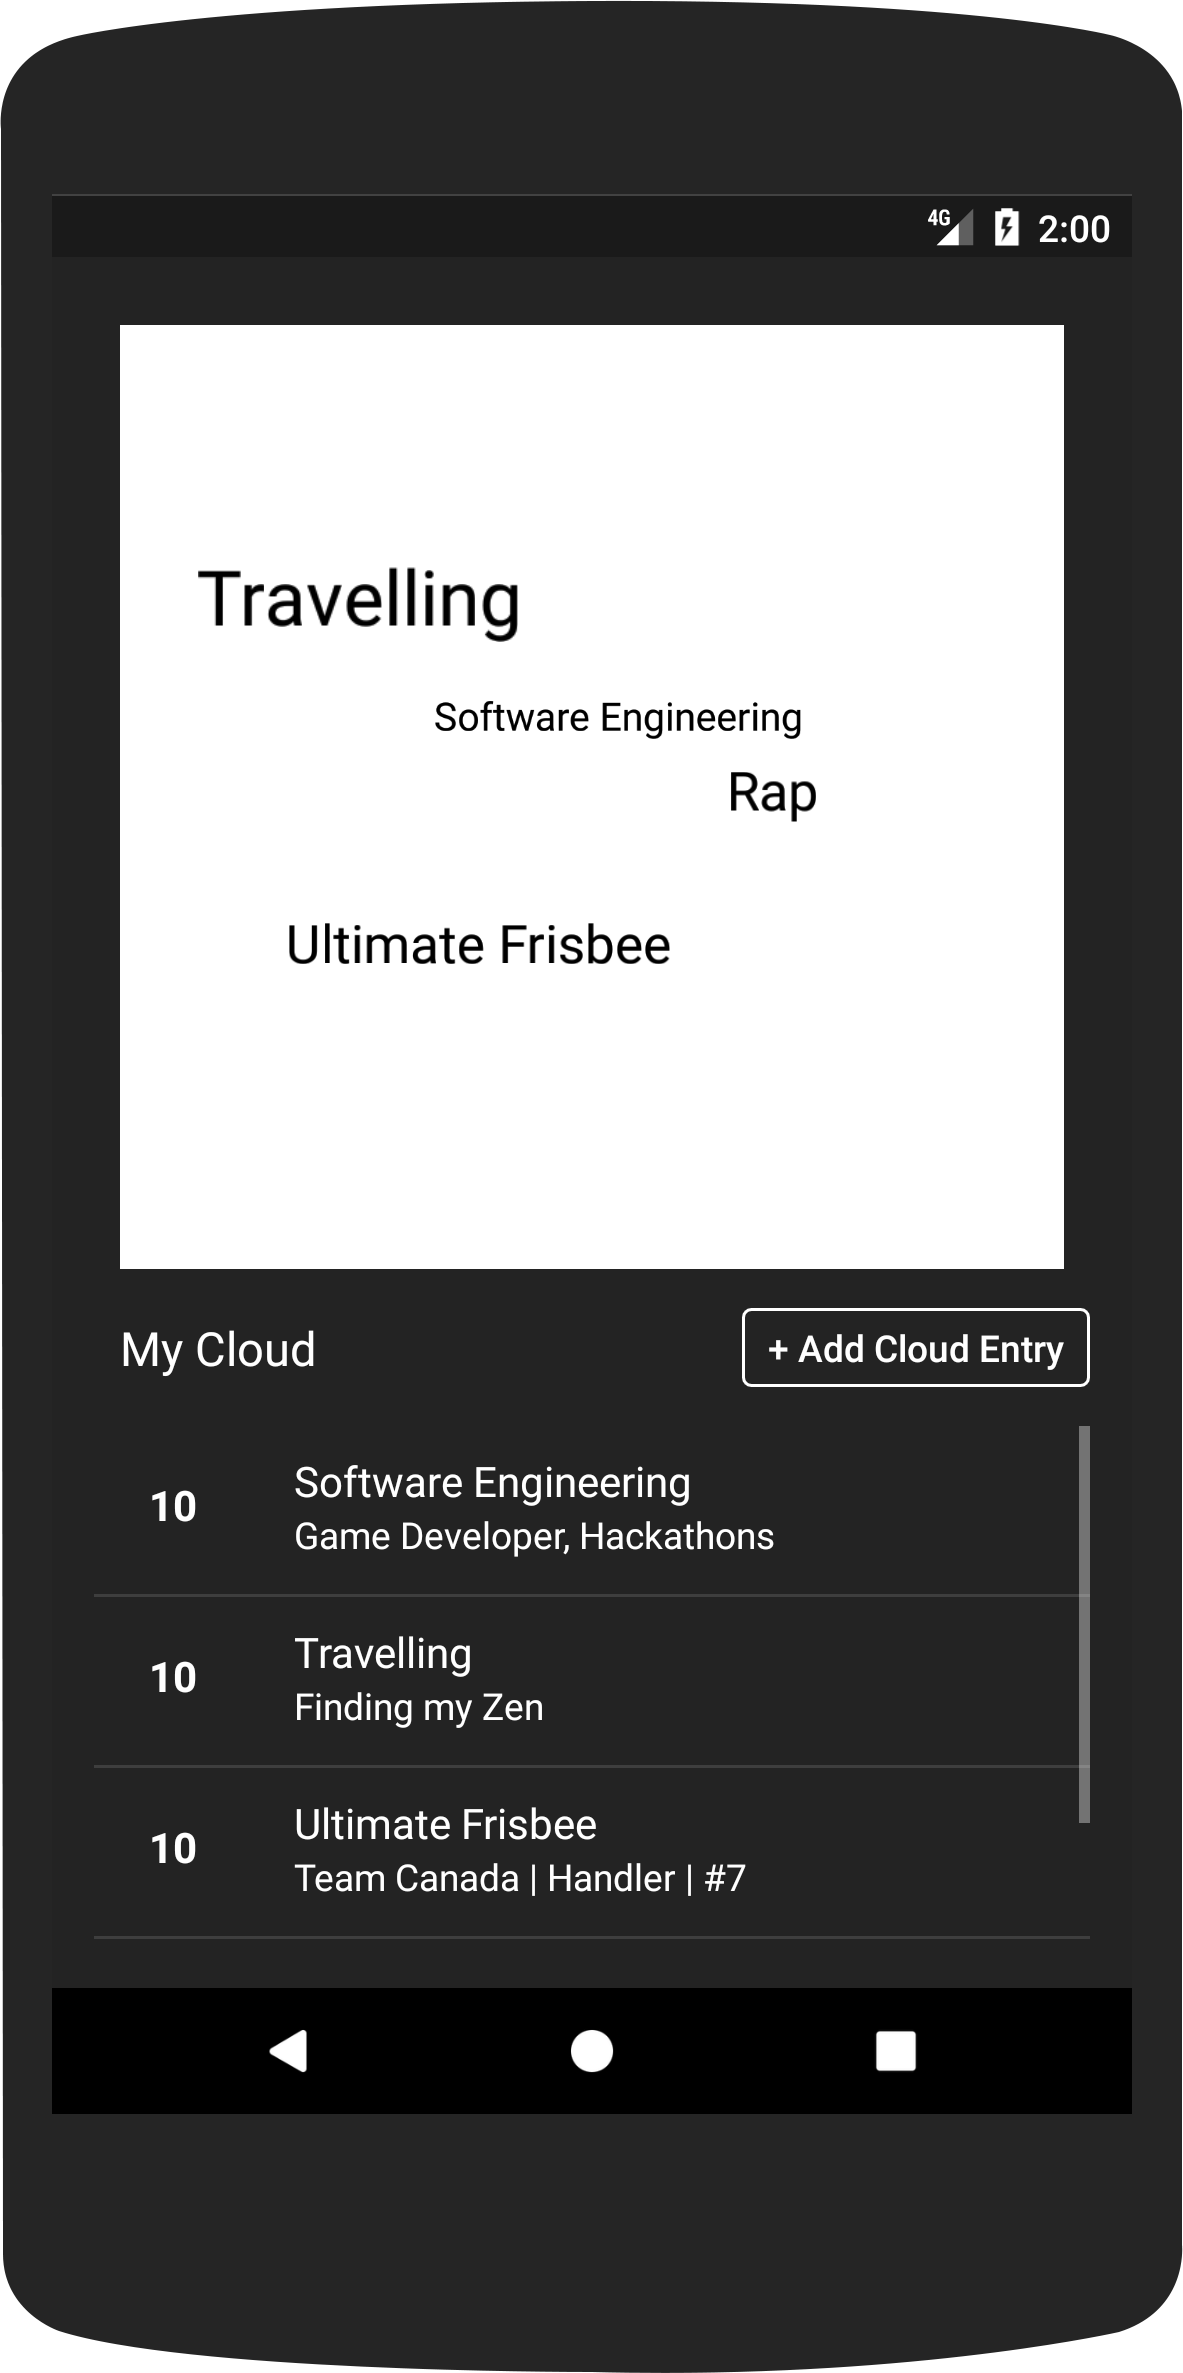 4G 2:00
Travelling
Software Engineering
Rap
Ultimate Frisbee
My Cloud
+ Add Cloud Entry
10
Software Engineering
Game Developer, Hackathons
10
Travelling
Finding my Zen
10
Ultimate Frisbee
Team Canada | Handler | #7